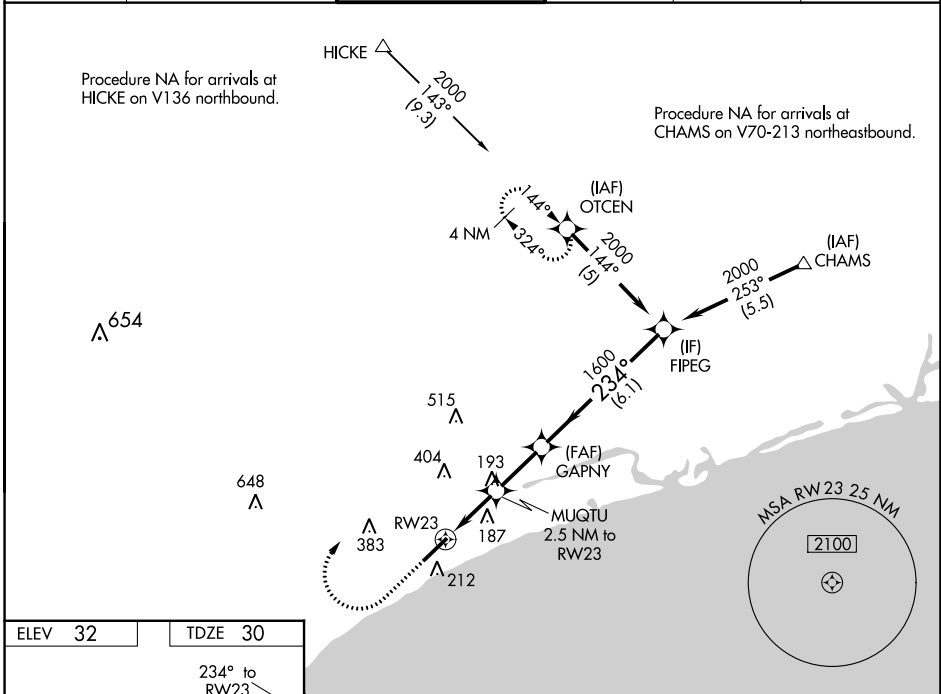 HICKE
2000
143°
(9.3)
Procedure NA for arrivals at
HICKE on V136 northbound.
Procedure NA for arrivals at
CHAMS on V70-213 northeastbound.
(IAF)
OTCEN
144°
324°
4 NM
2000
144°
(5)
(IAF)
CHAMS
2000
253°
(5.5)
(IF)
FIPEG
654
1600
234°
(6.1)
515
(FAF)
GAPNY
404
193
648
MUQTU
2.5 NM to
RW23
RW23
187
383
212
MSA RW23 25 NM
2100
ELEV 32
TDZE 30
234° to
RW23